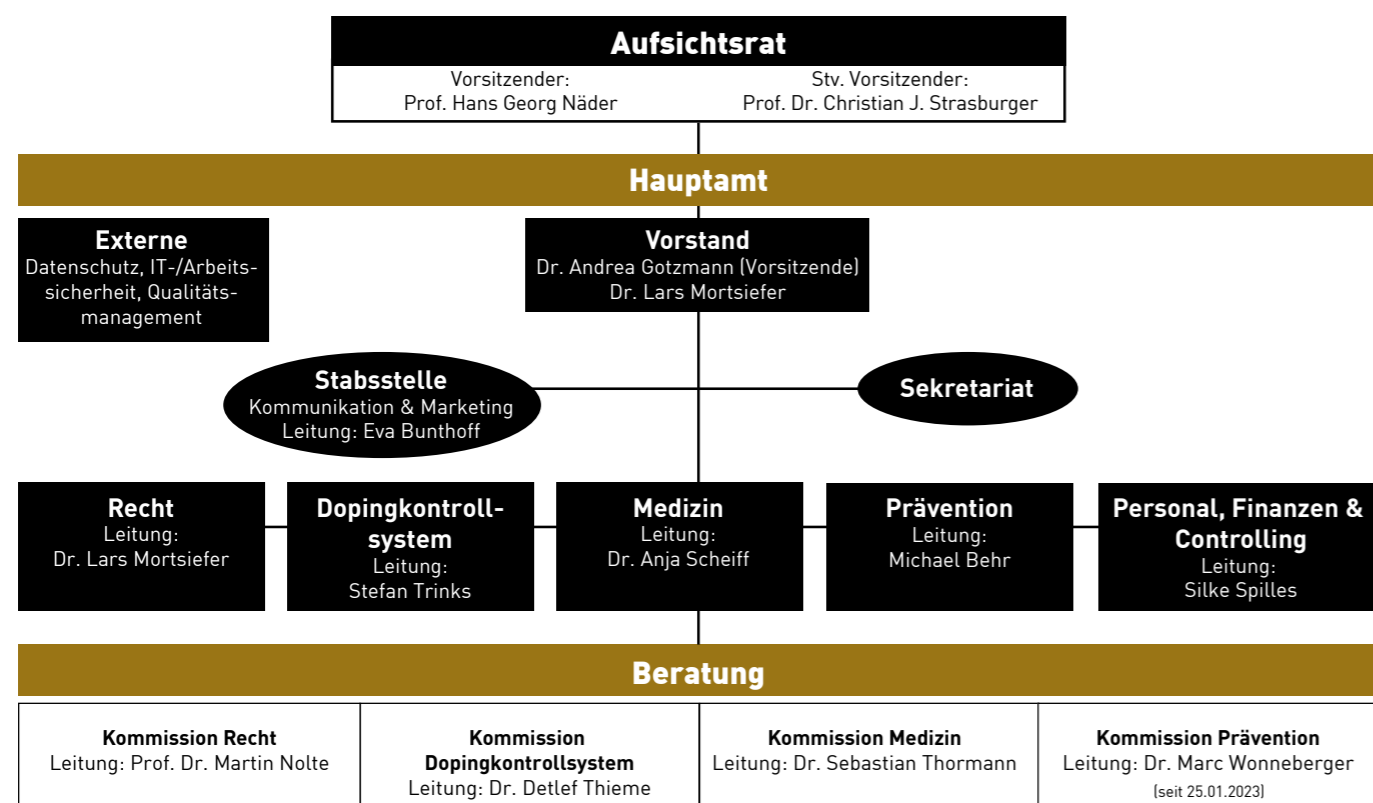 Aufsichtsrat
Vorsitzender:
Prof. Hans Georg Näder
Stv. Vorsitzender:
Prof. Dr. Christian J. Strasburger
Hauptamt
Externe
Datenschutz, IT-/Arbeits-
sicherheit, Qualitäts-
management
Vorstand
Dr. Andrea Gotzmann (Vorsitzende)
Dr. Lars Mortsiefer
Stabsstelle
Kommunikation & Marketing
Leitung: Eva Bunthoff
Sekretariat
Recht
Leitung:
Dr. Lars Mortsiefer
Dopingkontroll-
system
Leitung:
Stefan Trinks
Medizin
Leitung:
Dr. Anja Scheiff
Prävention
Leitung:
Michael Behr
Personal, Finanzen &
Controlling
Leitung:
Silke Spilles
Beratung
Kommission Recht
Leitung: Prof. Dr. Martin Nolte
Kommission
Dopingkontrollsystem
Leitung: Dr. Detlef Thieme
Kommission Medizin
Leitung: Dr. Sebastian Thormann
Kommission Prävention
Leitung: Dr. Marc Wonneberger
(seit 25.01.2023)